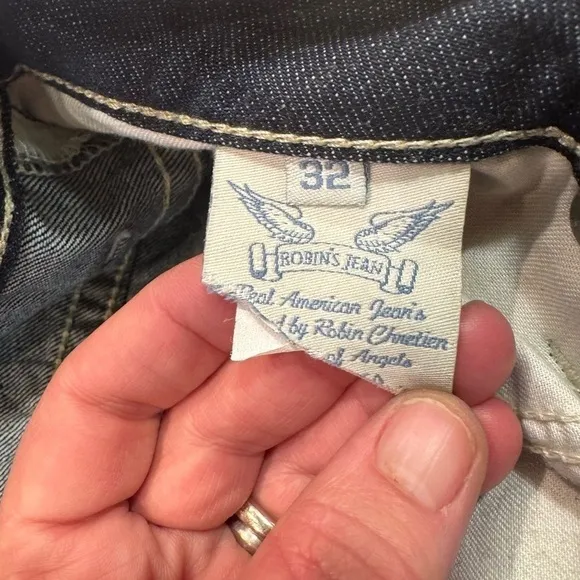 32
ROBIN'S JEAN
Real American Jean's
by Robin Chretien
of Angels